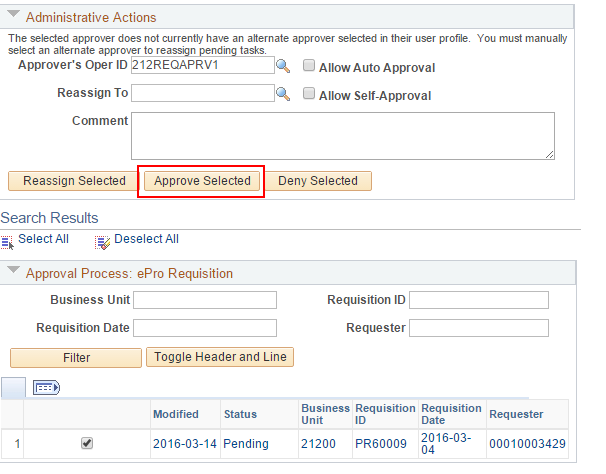 Administrative Actions
The selected approver does not currently have an alternate approver selected in their user profile. You must manually
select an alternate approver to reassign pending tasks.
Approver's Oper ID 212REQAPRV1 Allow Auto Approval
Reassign To Allow Self-Approval
Comment
Reassign Selected Approve Selected Deny Selected
Search Results
Select All Deselect All
Approval Process: ePro Requisition
Business Unit Requisition ID
Requisition Date Requester
Filter Toggle Header and Line
Modified Status Business Unit Requisition ID Requisition Date Requester
1 2016-03-14 Pending 21200 PR60009 2016-03-04 00010003429